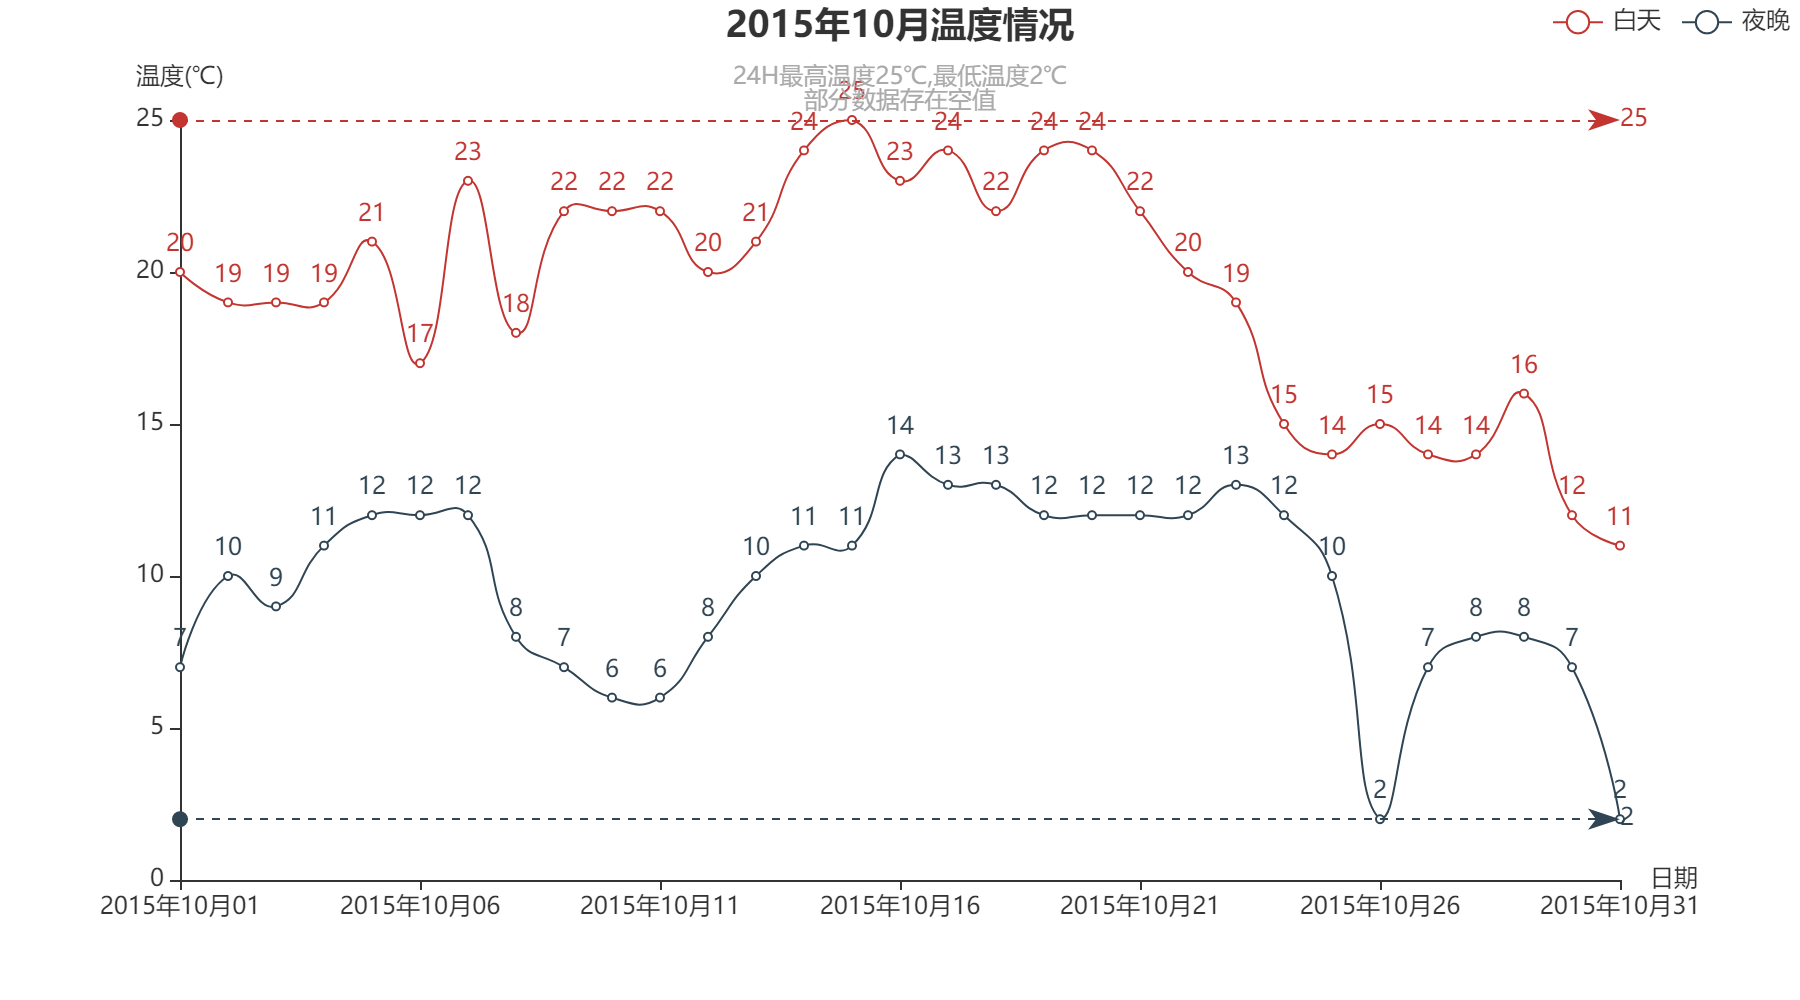 2015年10月温度情况
白天 夜晚
24H最高温度25℃,最低温度2℃
部分数据存在空值
温度(℃)
25
20
15
10
5
0
20 19 19 19 21 17 23 18 22 22 22 20 21 24 25 23 24 22 24 24 22 20 19 15 14 15 14 14 16 12 11
25
7 10 9 11 12 12 12 8 7 6 6 8 10 11 11 14 13 13 12 12 12 12 13 12 10 2 7 8 8 7 2
2
日期
2015年10月01 2015年10月06 2015年10月11 2015年10月16 2015年10月21 2015年10月26 2015年10月31